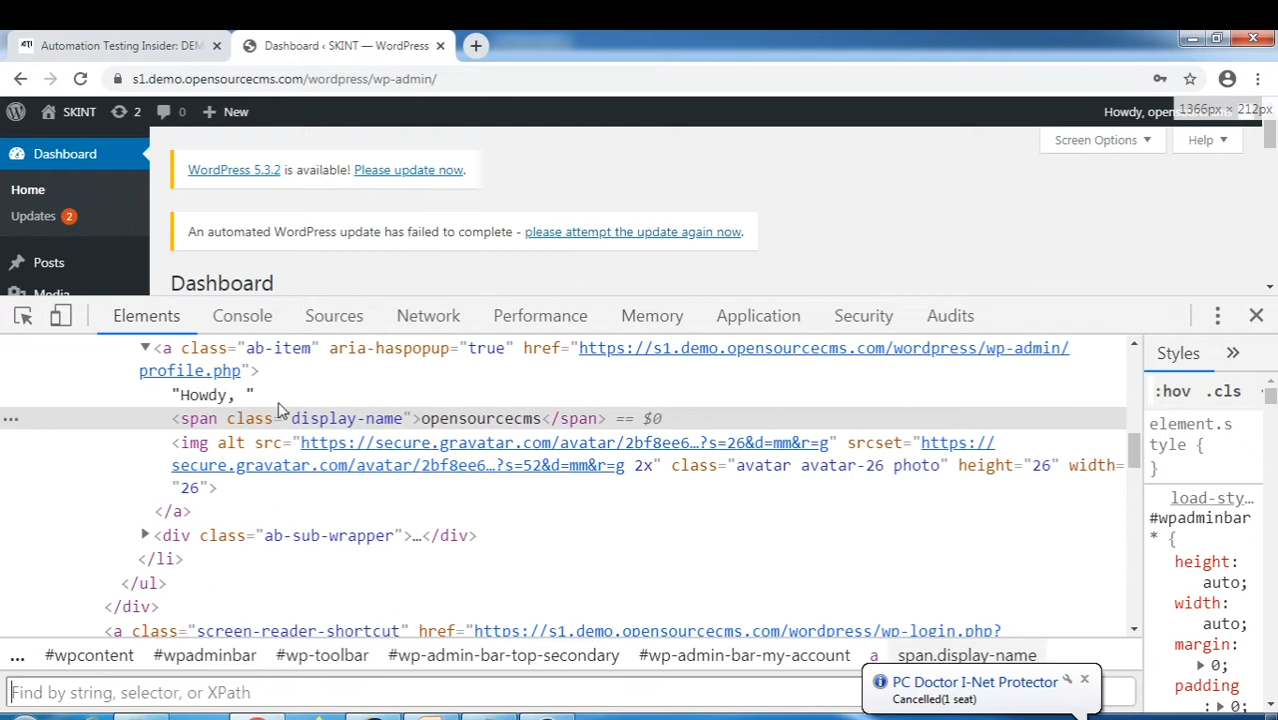 ATI Automation Testing Insider: DEM
Dashboard ‹ SKINT — WordPress
s1.demo.opensourcecms.com/wordpress/wp-admin/
SKINT 2 0 New
Howdy, opens
1366px × 212px
Dashboard
Home
Updates 2
Posts
Media
Screen Options
Help
WordPress 5.3.2 is available! Please update now.
An automated WordPress update has failed to complete - please attempt the update again now.
Dashboard
Elements Console Sources Network Performance Memory Application Security Audits
<a class="ab-item" aria-haspopup="true" href="https://s1.demo.opensourcecms.com/wordpress/wp-admin/
profile.php">
"Howdy, "
… <span class="display-name">opensourcecms</span> == $0
<img alt src="https://secure.gravatar.com/avatar/2bf8ee6…?s=26&d=mm&r=g" srcset="https://
secure.gravatar.com/avatar/2bf8ee6…?s=52&d=mm&r=g 2x" class="avatar avatar-26 photo" height="26" width=
"26">
</a>
<div class="ab-sub-wrapper">…</div>
</li>
</ul>
</div>
<a class="screen-reader-shortcut" href="https://s1.demo.opensourcecms.com/wordpress/wp-login.php?
Styles »
:hov .cls
element.s
tyle {
}
load-sty…
#wpadminbar
* {
height:
auto;
width:
auto;
margin:
0;
padding
: 0;
… #wpcontent #wpadminbar #wp-toolbar #wp-admin-bar-top-secondary #wp-admin-bar-my-account a span.display-name
Find by string, selector, or XPath
PC Doctor I-Net Protector
Cancelled(1 seat)